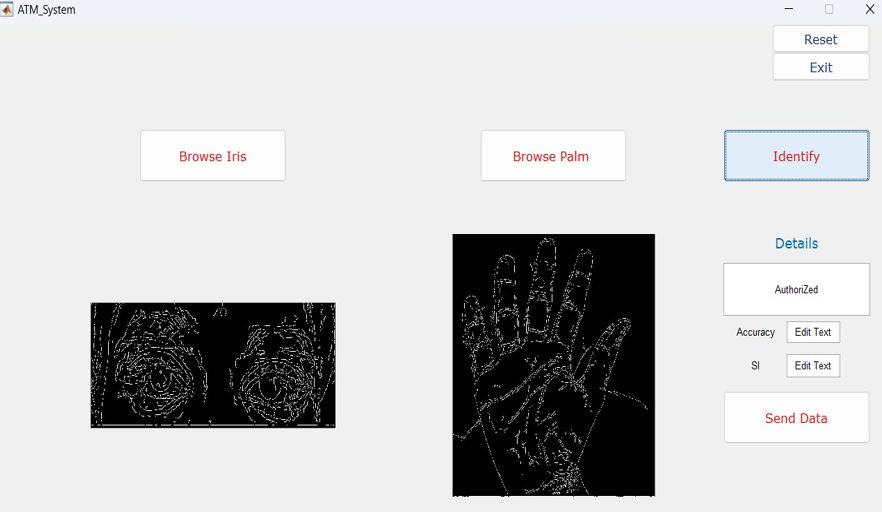 ATM_System
Reset
Exit
Browse Iris
Browse Palm
Identify
Details
AuthoriZed
Accuracy
Edit Text
SI
Edit Text
Send Data